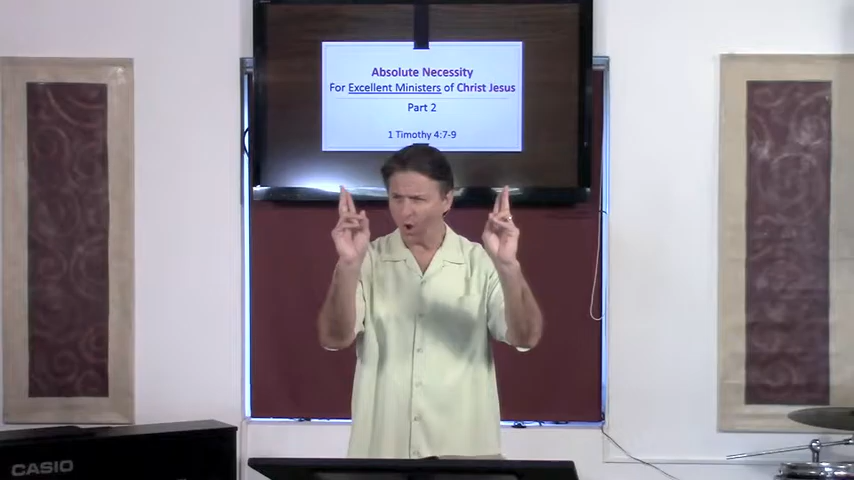 Absolute Necessity
For Excellent Ministers of Christ Jesus
Part 2
1 Timothy 4:7-9
CASIO